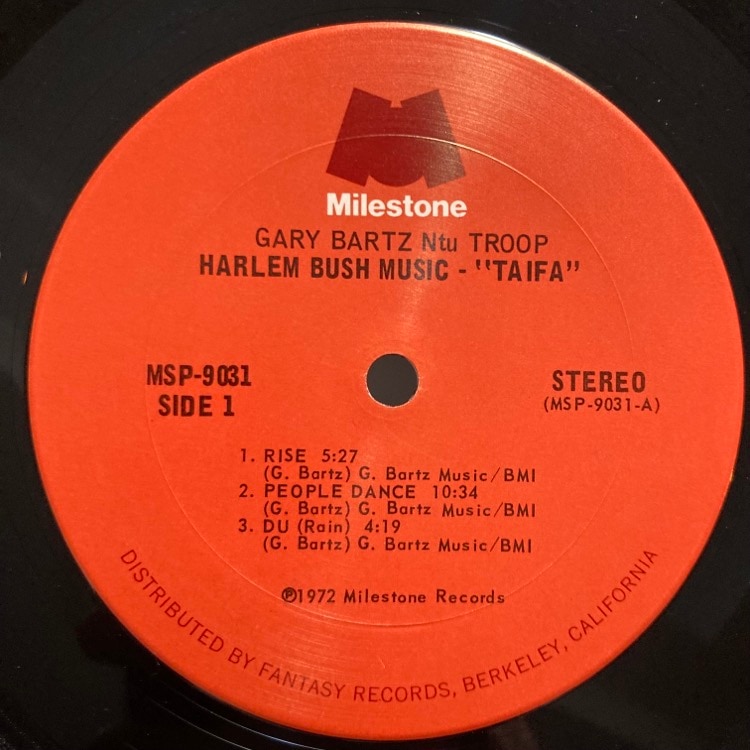 Milestone
GARY BARTZ Ntu TROOP
HARLEM BUSH MUSIC - "TAIFA"
MSP-9031
SIDE 1
STEREO
(MSP-9031-A)
1. RISE 5:27
(G. Bartz) G. Bartz Music/BMI
2. PEOPLE DANCE 10:34
(G. Bartz) G. Bartz Music/BMI
3. DU (Rain) 4:19
(G. Bartz) G. Bartz Music/BMI
℗1972 Milestone Records
DISTRIBUTED BY FANTASY RECORDS, BERKELEY, CALIFORNIA